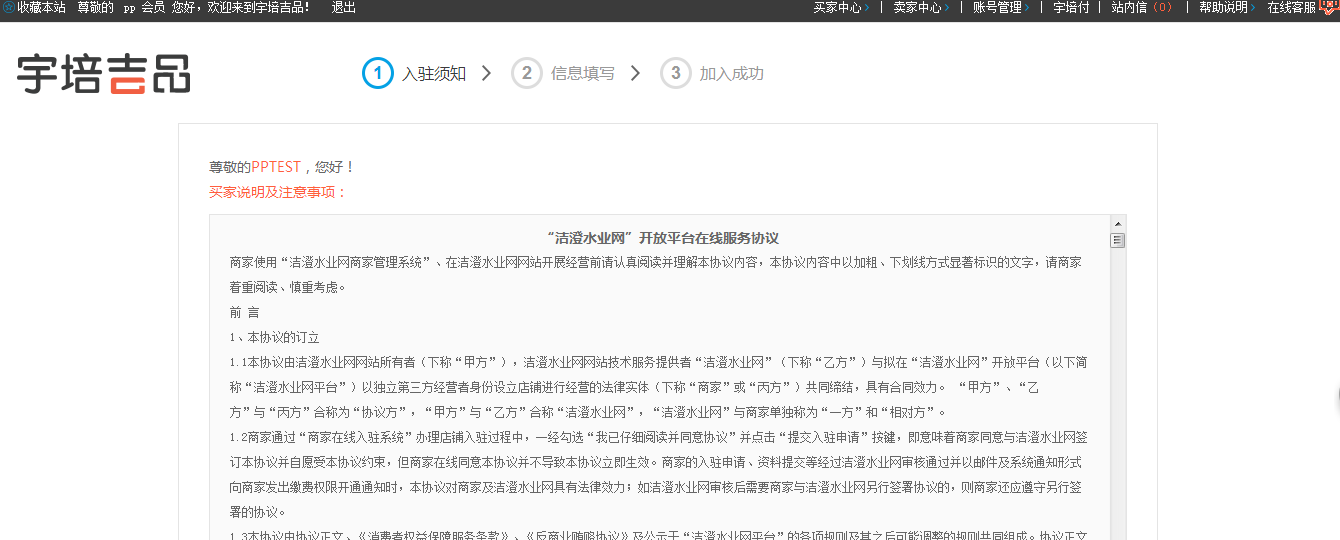 收藏本站 尊敬的 pp 会员 您好，欢迎来到宇培吉品！ 退出
买家中心 | 卖家中心 | 账号管理 | 宇培付 | 站内信（0） | 帮助说明 在线客服
宇培吉品
1 入驻须知 > 2 信息填写 > 3 加入成功
尊敬的PPTEST，您好！
买家说明及注意事项：
“洁澄水业网”开放平台在线服务协议
商家使用“洁澄水业网商家管理系统”、在洁澄水业网网站开展经营前请认真阅读并理解本协议内容，本协议内容中以加粗、下划线方式显著标识的文字，请商家
着重阅读、慎重考虑。
前 言
1、本协议的订立
1.1本协议由洁澄水业网网站所有者（下称“甲方”），洁澄水业网网站技术服务提供者“洁澄水业网”（下称“乙方”）与拟在“洁澄水业网”开放平台（以下简
称“洁澄水业网平台”）以独立第三方经营者身份设立店铺进行经营的法律实体（下称“商家”或“丙方”）共同缔结，具有合同效力。 “甲方”、“乙
方”与“丙方”合称为“协议方”，“甲方”与“乙方”合称“洁澄水业网”，“洁澄水业网”与商家单独称为“一方”和“相对方”。
1.2商家通过“商家在线入驻系统”办理店铺入驻过程中，一经勾选“我已仔细阅读并同意协议”并点击“提交入驻申请”按键，即意味着商家同意与洁澄水业网签
订本协议并自愿受本协议约束，但商家在线同意本协议并不导致本协议立即生效。商家的入驻申请、资料提交等经过洁澄水业网审核通过并以邮件及系统通知形式
向商家发出缴费权限开通通知时，本协议对商家及洁澄水业网具有法律效力；如洁澄水业网审核后需要商家与洁澄水业网另行签署协议的，则商家还应遵守另行签
署的协议。
1.3本协议由协议正文、《消费者权益保障服务条款》、《反商业贿赂协议》及公示于“洁澄水业网平台”的各项规则及其之后可能调整的规则共同组成。协议正文